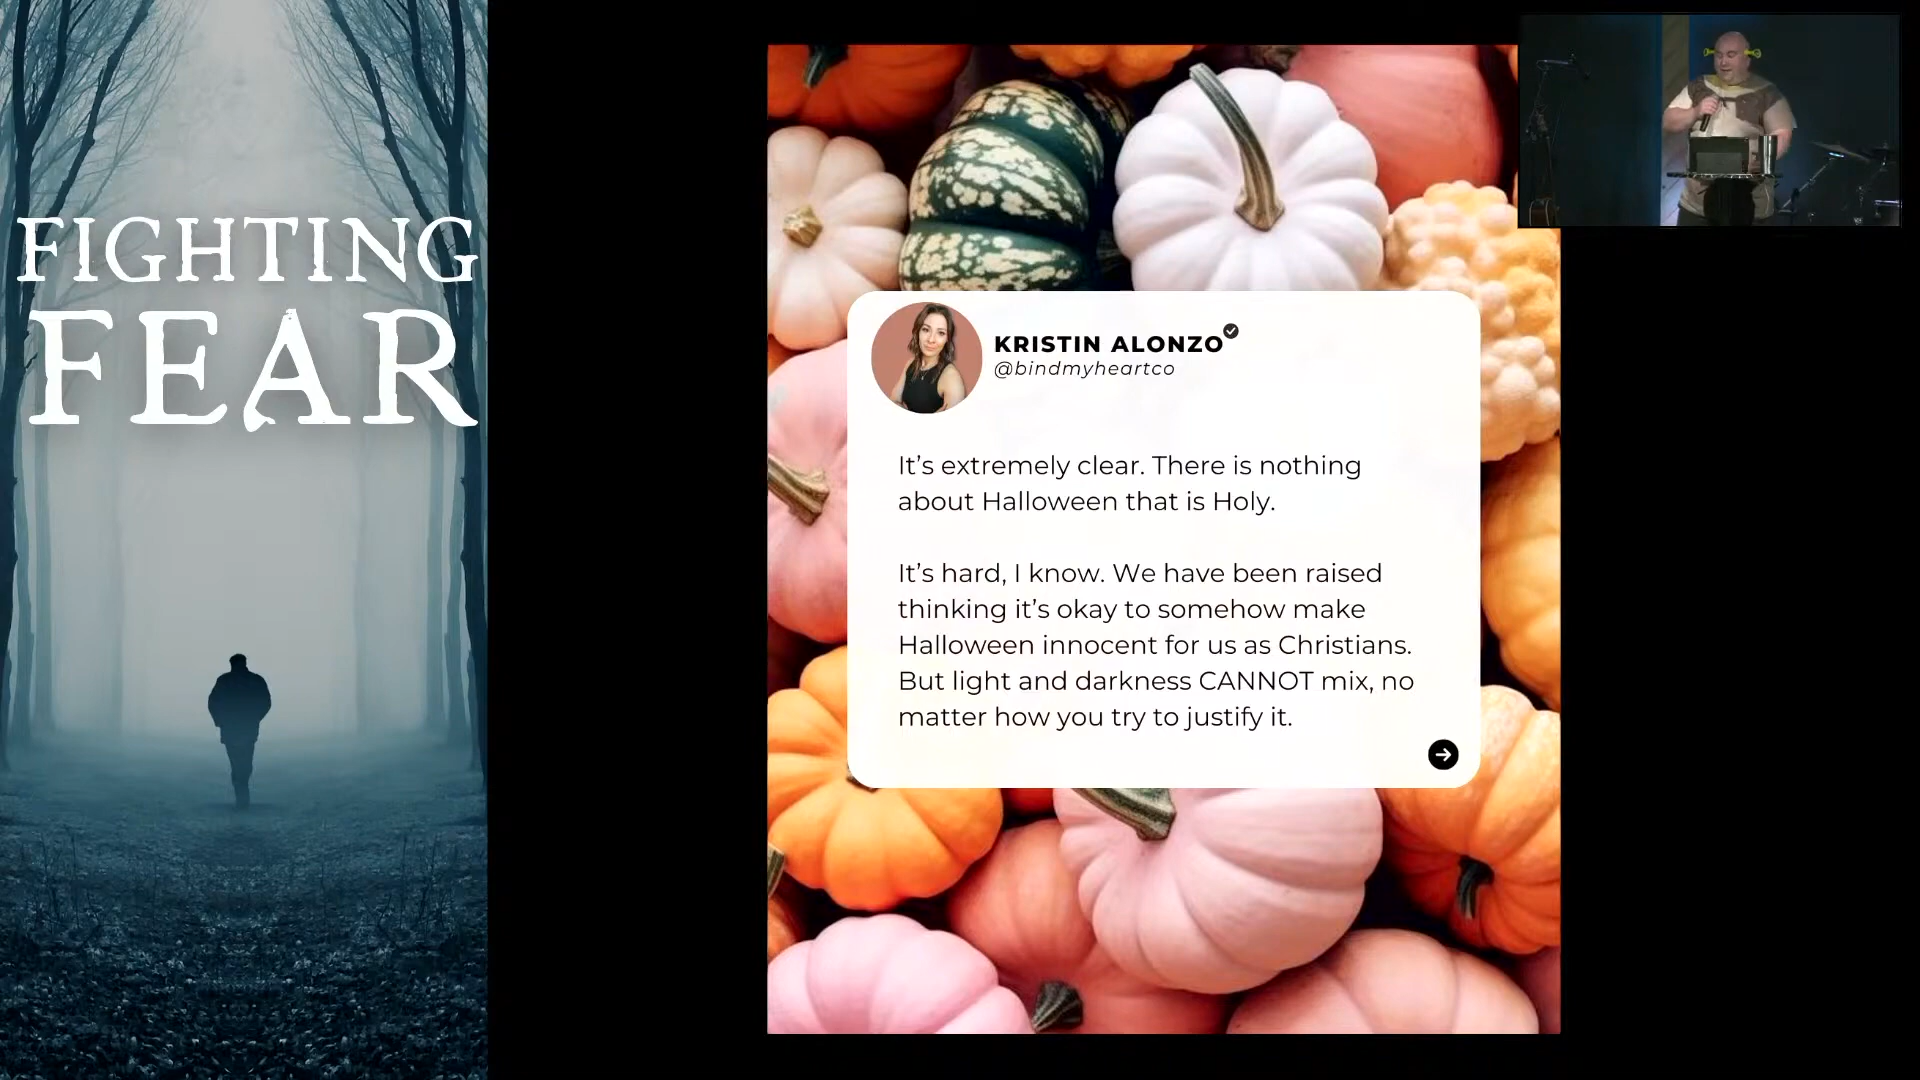 FIGHTING
FEAR
KRISTIN ALONZO
@bindmyheartco
It's extremely clear. There is nothing
about Halloween that is Holy.
It's hard, I know. We have been raised
thinking it's okay to somehow make
Halloween innocent for us as Christians.
But light and darkness CANNOT mix, no
matter how you try to justify it.